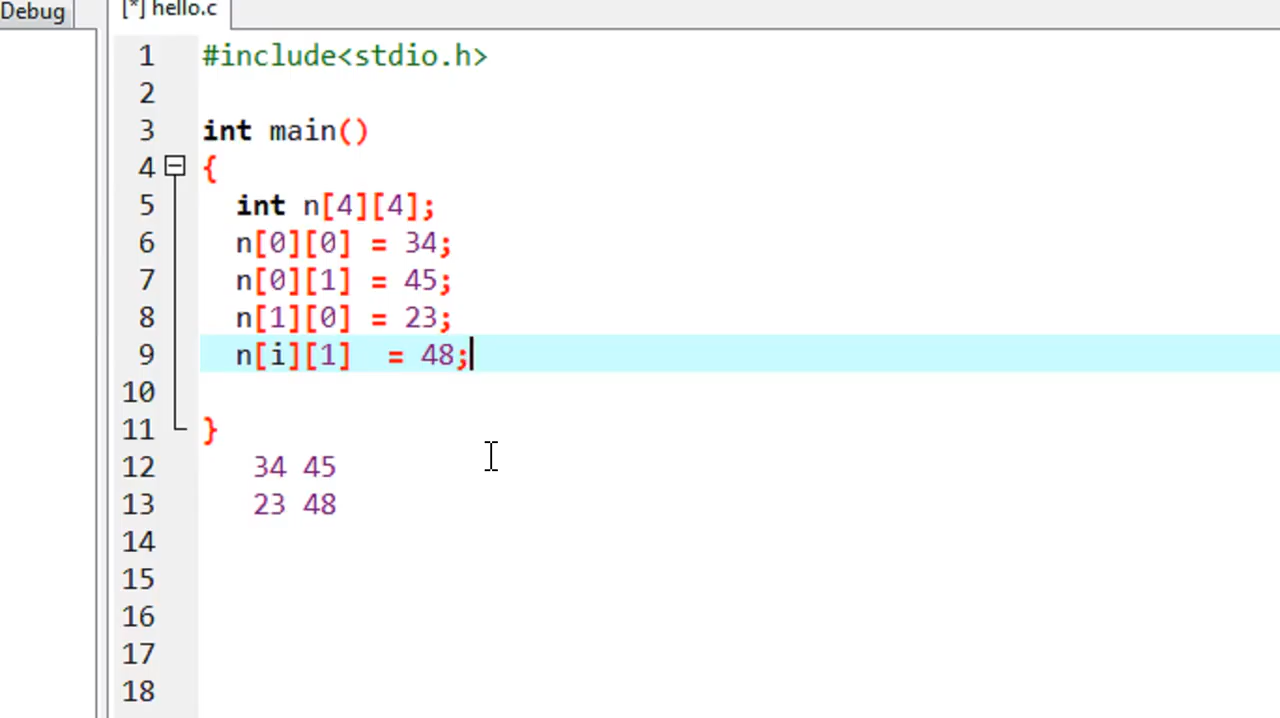 Debug
[*] hello.c
1 #include<stdio.h>
2
3 int main()
4 {
5 int n[4][4];
6 n[0][0] = 34;
7 n[0][1] = 45;
8 n[1][0] = 23;
9 n[i][1]  = 48;
10
11 }
12 34 45
13 23 48
14
15
16
17
18